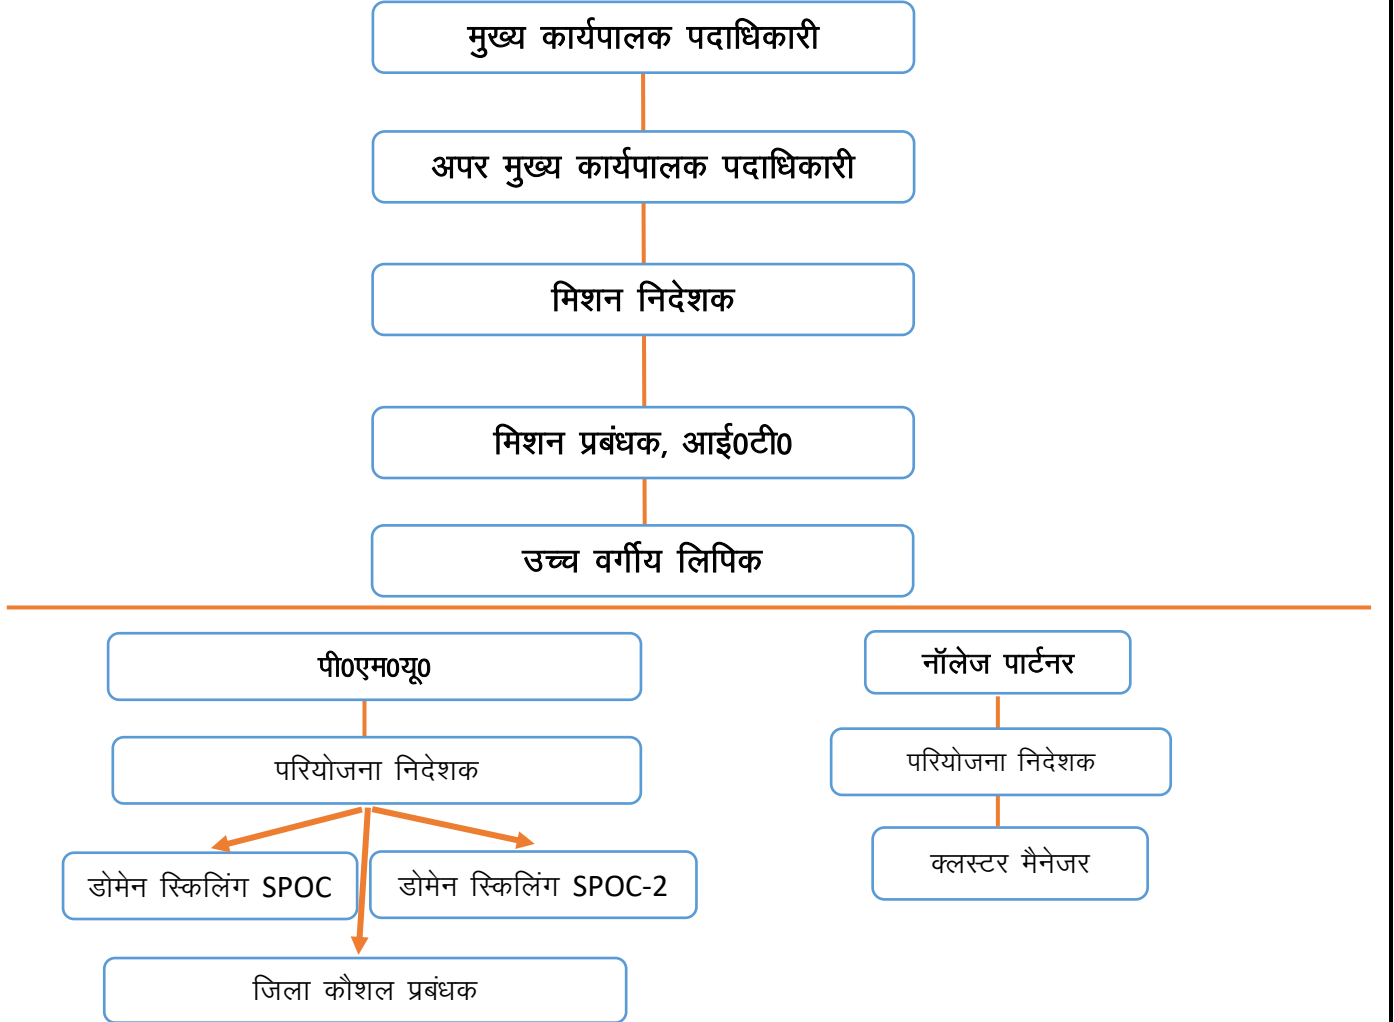 मुख्य कार्यपालक पदाधिकारी
अपर मुख्य कार्यपालक पदाधिकारी
मिशन निदेशक
मिशन प्रबंधक, आई0टी0
उच्च वर्गीय लिपिक
पी0एम0यू0
नॉलेज पार्टनर
परियोजना निदेशक
परियोजना निदेशक
डोमेन स्किलिंग SPOC
डोमेन स्किलिंग SPOC-2
क्लस्टर मैनेजर
जिला कौशल प्रबंधक